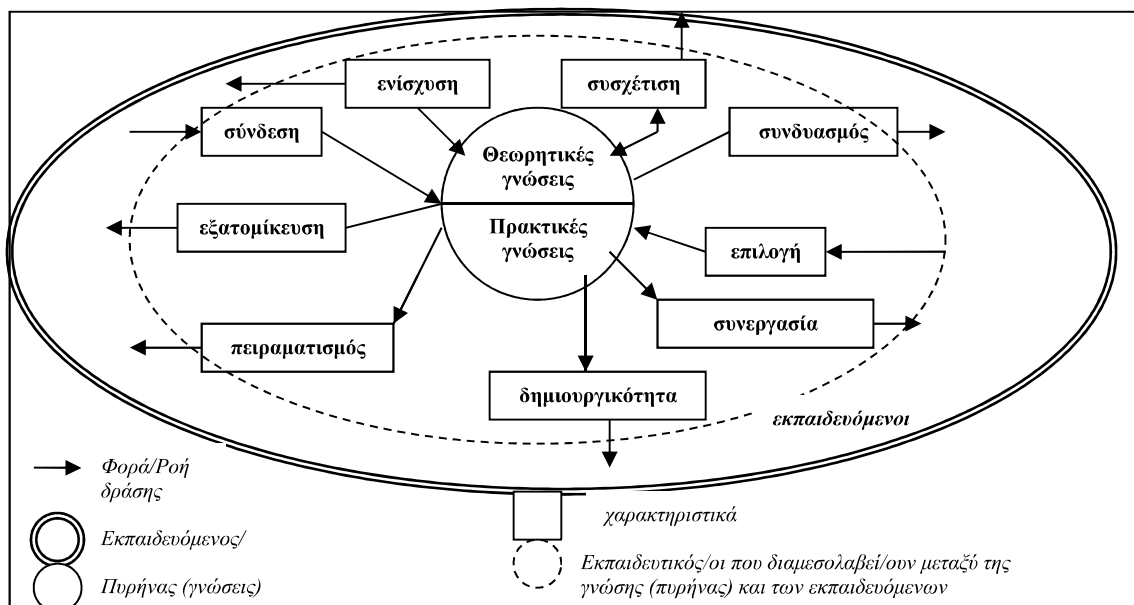 ενίσχυση
συσχέτιση
σύνδεση
συνδυασμός
Θεωρητικές
γνώσεις
εξατομίκευση
Πρακτικές
γνώσεις
επιλογή
συνεργασία
πειραματισμός
δημιουργικότητα
εκπαιδευόμενοι
Φορά/Ροή
δράσης
χαρακτηριστικά
Εκπαιδευόμενος/
Εκπαιδευτικός/οι που διαμεσολαβεί/ουν μεταξύ της
γνώσης (πυρήνας) και των εκπαιδευόμενων
Πυρήνας (γνώσεις)